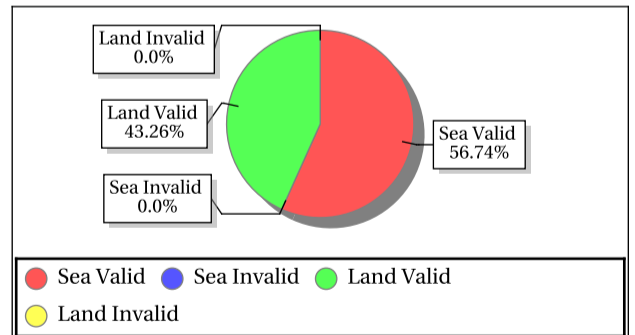 Land Invalid
0.0%
Land Valid
43.26%
Sea Valid
56.74%
Sea Invalid
0.0%
Sea Valid Sea Invalid Land Valid
Land Invalid